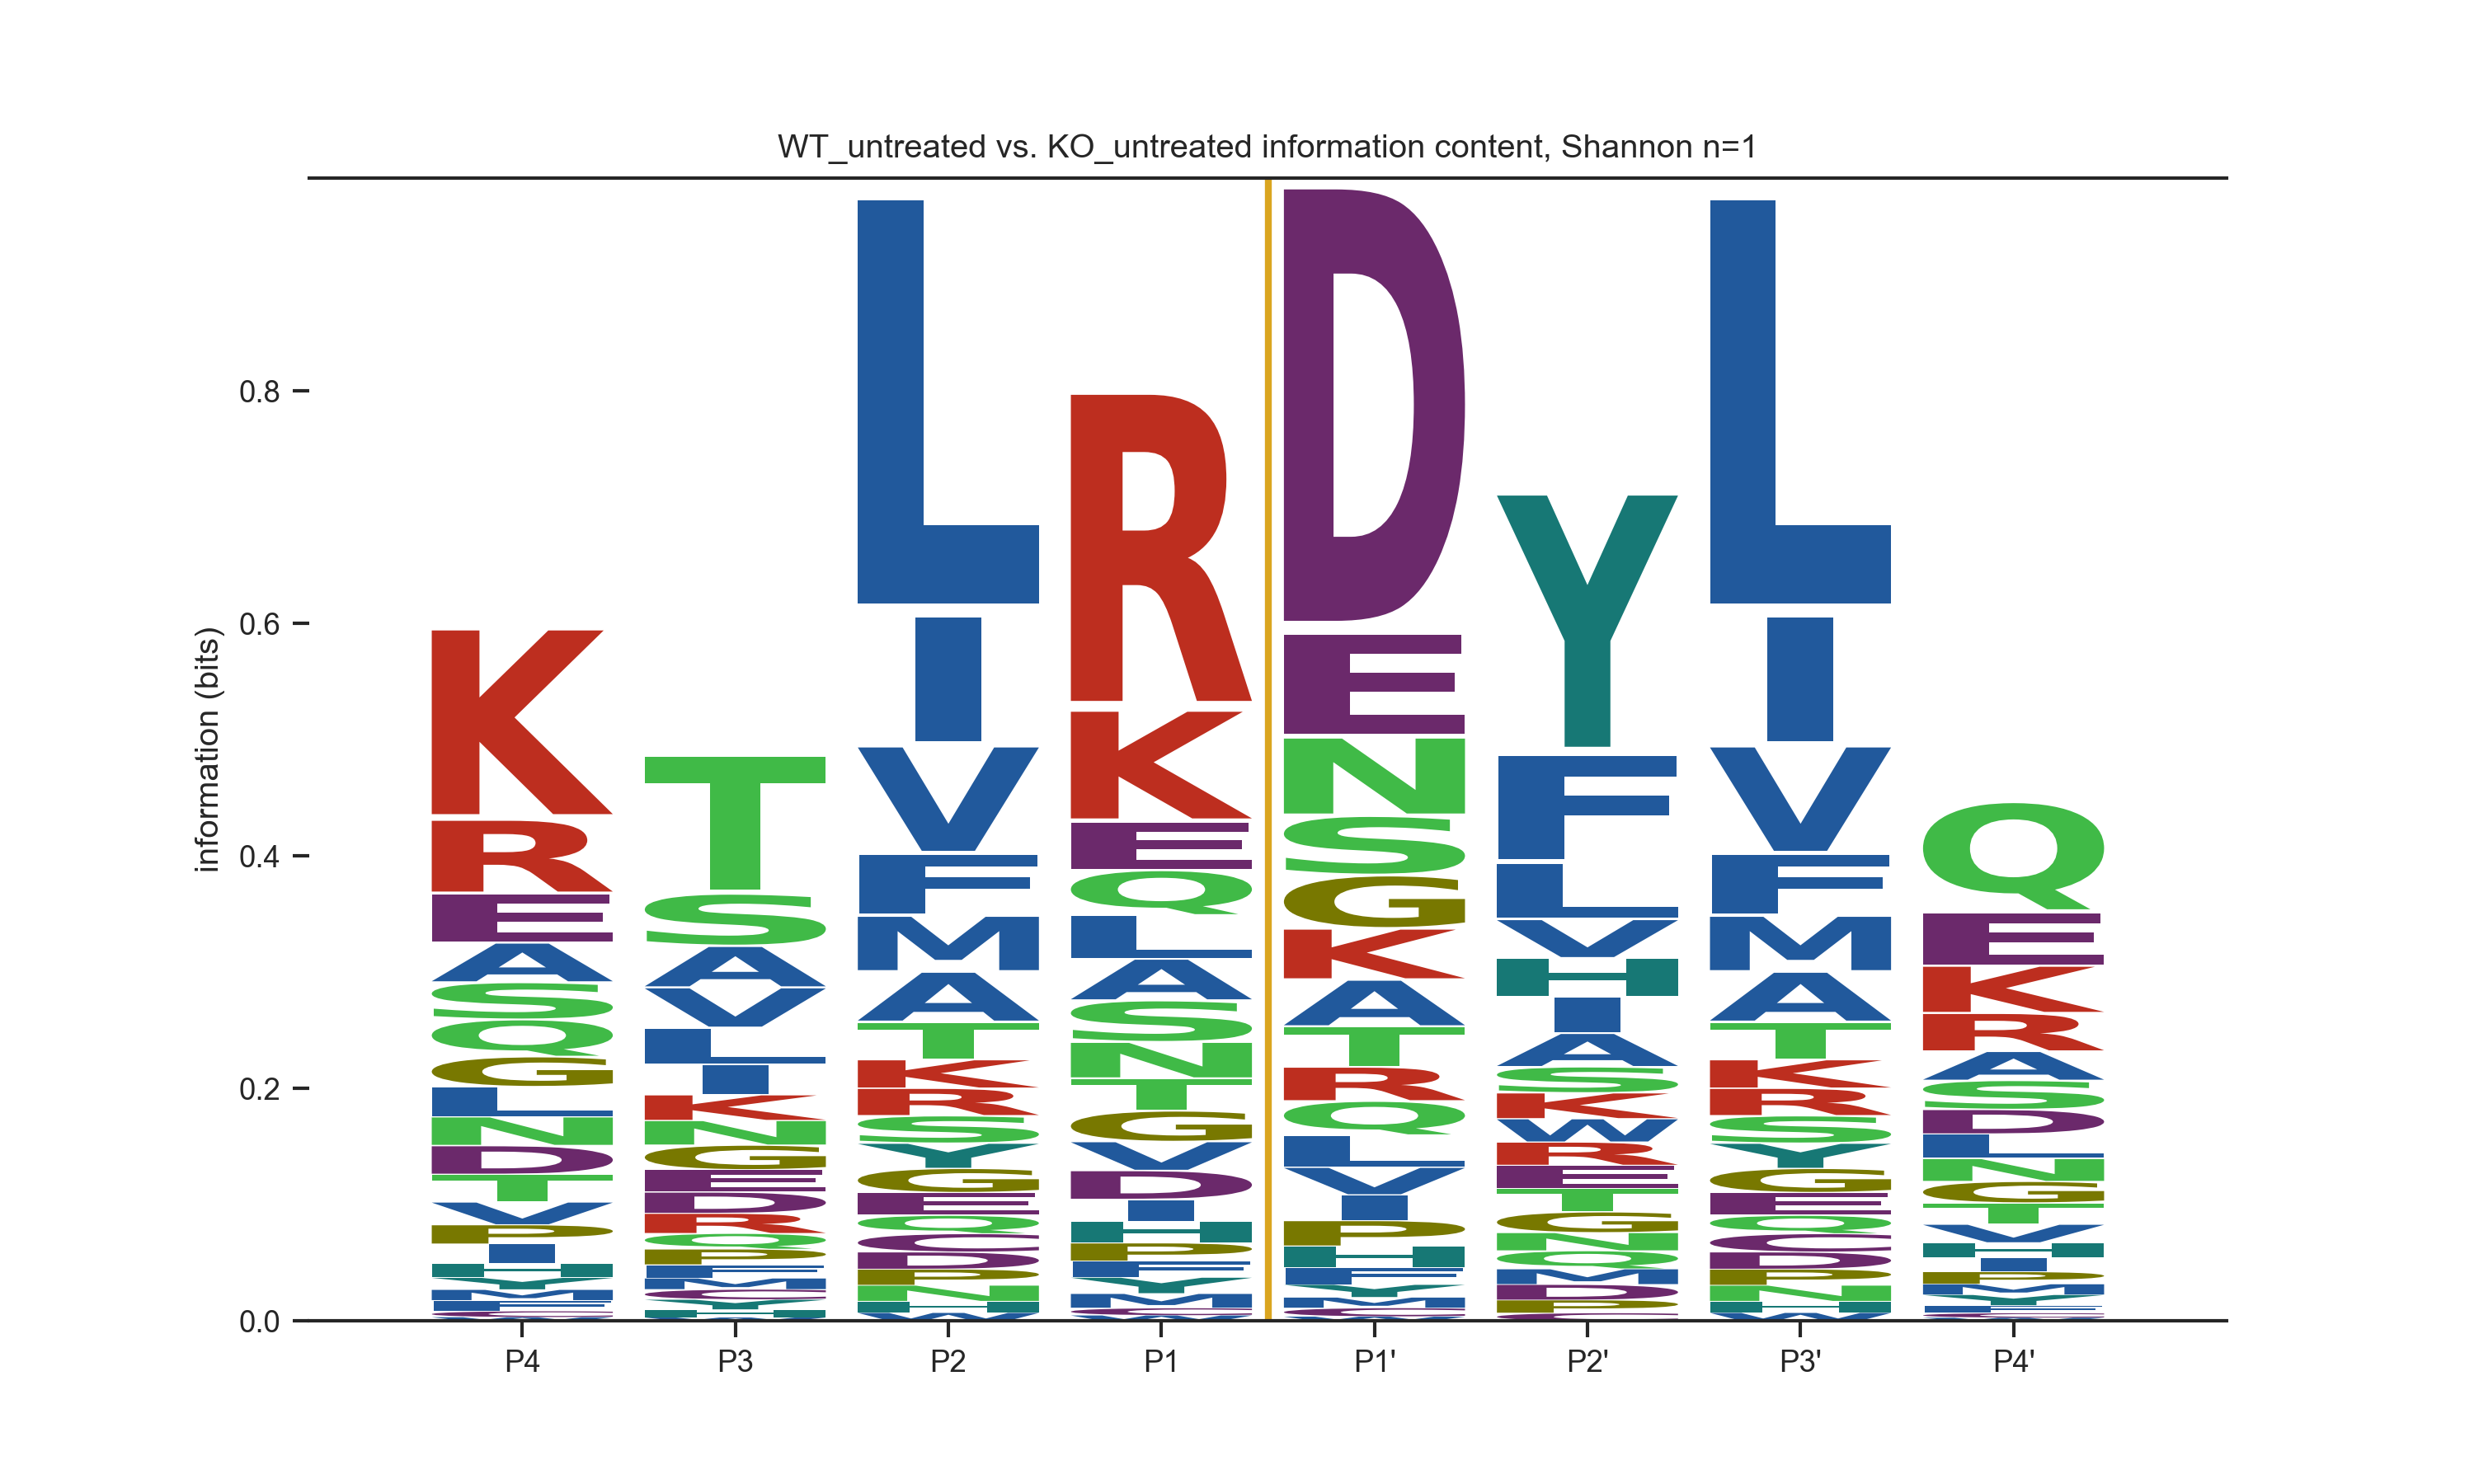 WT_untreated vs. KO_untreated information content, Shannon n=1
information (bits)
0.8
0.6
0.4
0.2
0.0
L
D
L
R
Y
K
T
I
K
E
F
I
Q
R
S
V
E
N
L
V
E
E
A
F
Q
S
V
F
K
A
V
M
L
G
H
M
R
S
L
A
A
K
I
A
A
Q
I
T
S
A
A
T
S
G
K
K
N
T
S
K
D
L
N
R
T
R
K
R
L
N
G
S
G
Q
W
S
N
D
E
Y
V
L
R
Y
G
P4 P3 P2 P1 P1' P2' P3' P4'